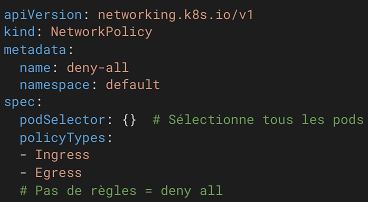 apiVersion: networking.k8s.io/v1
kind: NetworkPolicy
metadata:
  name: deny-all
  namespace: default
spec:
  podSelector: {}  # Sélectionne tous les pods
  policyTypes:
  - Ingress
  - Egress
  # Pas de règles = deny all